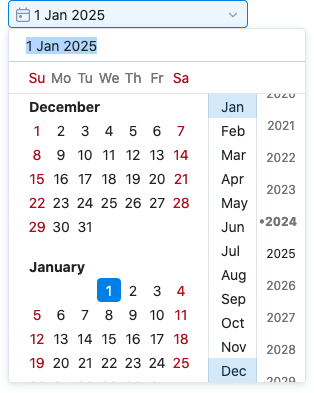 1 Jan 2025
1 Jan 2025
Su Mo Tu We Th Fr Sa
December
1 2 3 4 5 6 7
8 9 10 11 12 13 14
15 16 17 18 19 20 21
22 23 24 25 26 27 28
29 30 31
January
1 2 3 4
5 6 7 8 9 10 11
12 13 14 15 16 17 18
19 20 21 22 23 24 25
Jan
Feb
Mar
Apr
May
Jun
Jul
Aug
Sep
Oct
Nov
Dec
2020
2021
2022
2023
•2024
2025
2026
2027
2028
2029